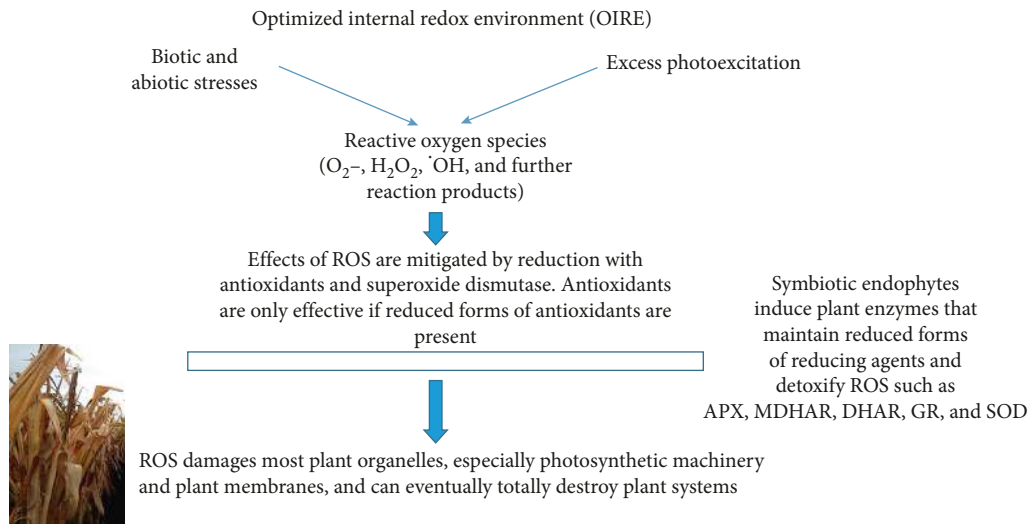 Optimized internal redox environment (OIRE)
Biotic and
abiotic stresses
Excess photoexcitation
Reactive oxygen species
(O₂–, H₂O₂, ˙OH, and further
reaction products)
Effects of ROS are mitigated by reduction with
antioxidants and superoxide dismutase. Antioxidants
are only effective if reduced forms of antioxidants are
present
Symbiotic endophytes
induce plant enzymes that
maintain reduced forms
of reducing agents and
detoxify ROS such as
APX, MDHAR, DHAR, GR, and SOD
ROS damages most plant organelles, especially photosynthetic machinery
and plant membranes, and can eventually totally destroy plant systems